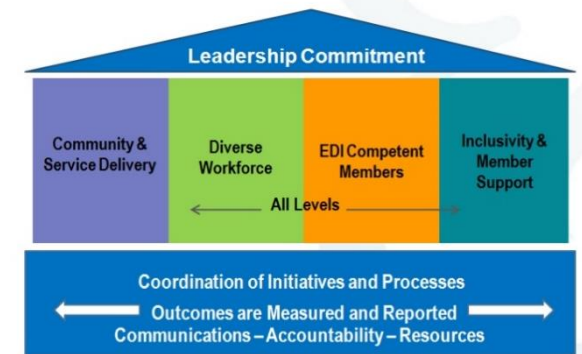 Leadership Commitment
Community &
Service Delivery
Diverse
Workforce
EDI Competent
Members
Inclusivity &
Member
Support
All Levels
Coordination of Initiatives and Processes
Outcomes are Measured and Reported
Communications – Accountability – Resources